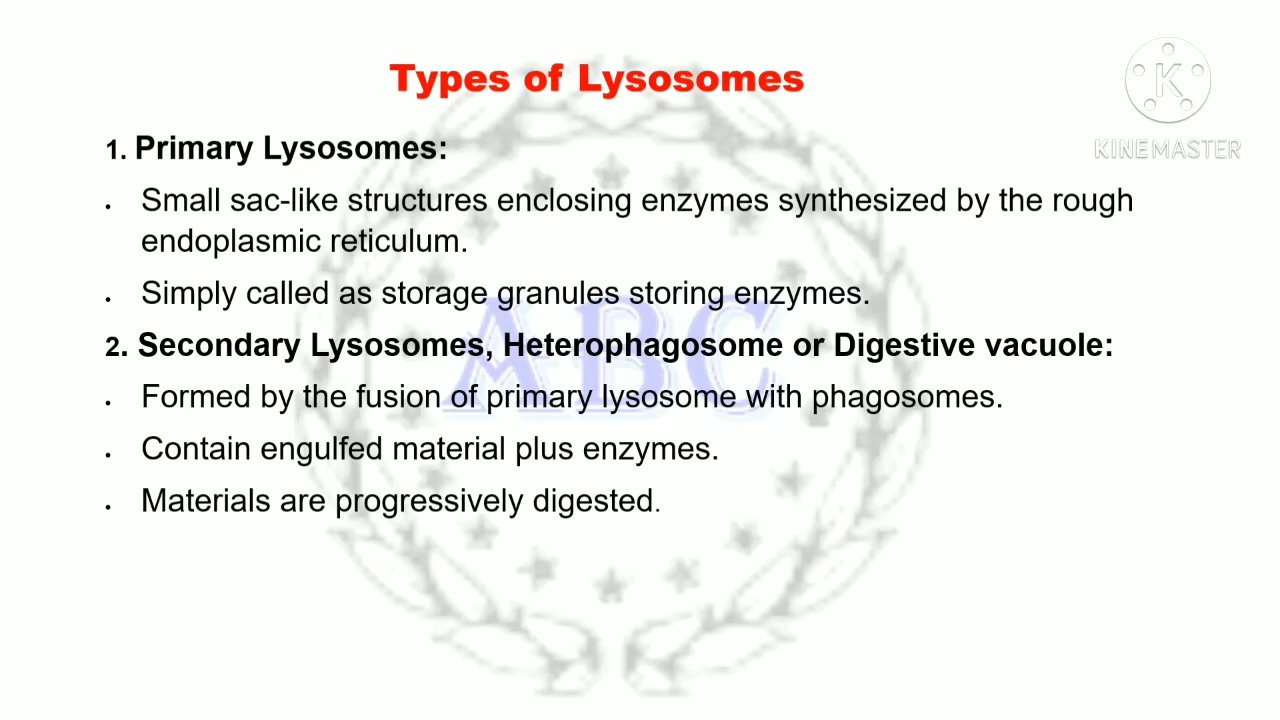 Types of Lysosomes
K
KINEMASTER
1. Primary Lysosomes:
• Small sac-like structures enclosing enzymes synthesized by the rough
endoplasmic reticulum.
• Simply called as storage granules storing enzymes.
ABC
2. Secondary Lysosomes, Heterophagosome or Digestive vacuole:
• Formed by the fusion of primary lysosome with phagosomes.
• Contain engulfed material plus enzymes.
• Materials are progressively digested.